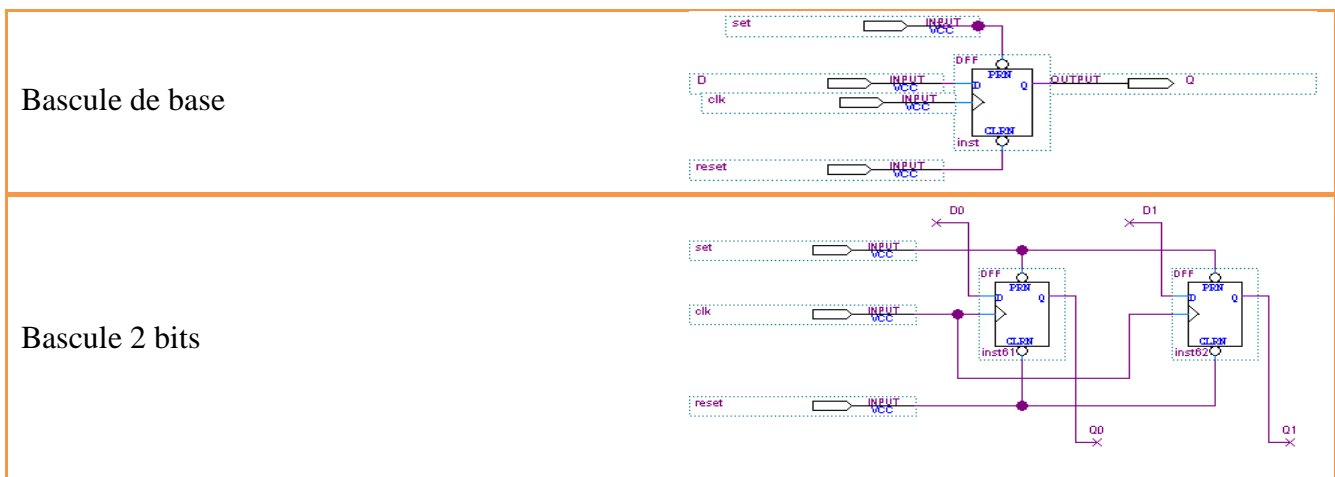 Bascule de base
set
INPUT
VCC
DFF
PRN
D
INPUT
VCC
D
Q
OUTPUT
Q
clk
INPUT
VCC
CLRN
inst
reset
INPUT
VCC
Bascule 2 bits
D0
D1
set
INPUT
VCC
DFF
PRN
D
Q
DFF
PRN
D
Q
clk
INPUT
VCC
CLRN
inst61
CLRN
inst62
reset
INPUT
VCC
Q0
Q1